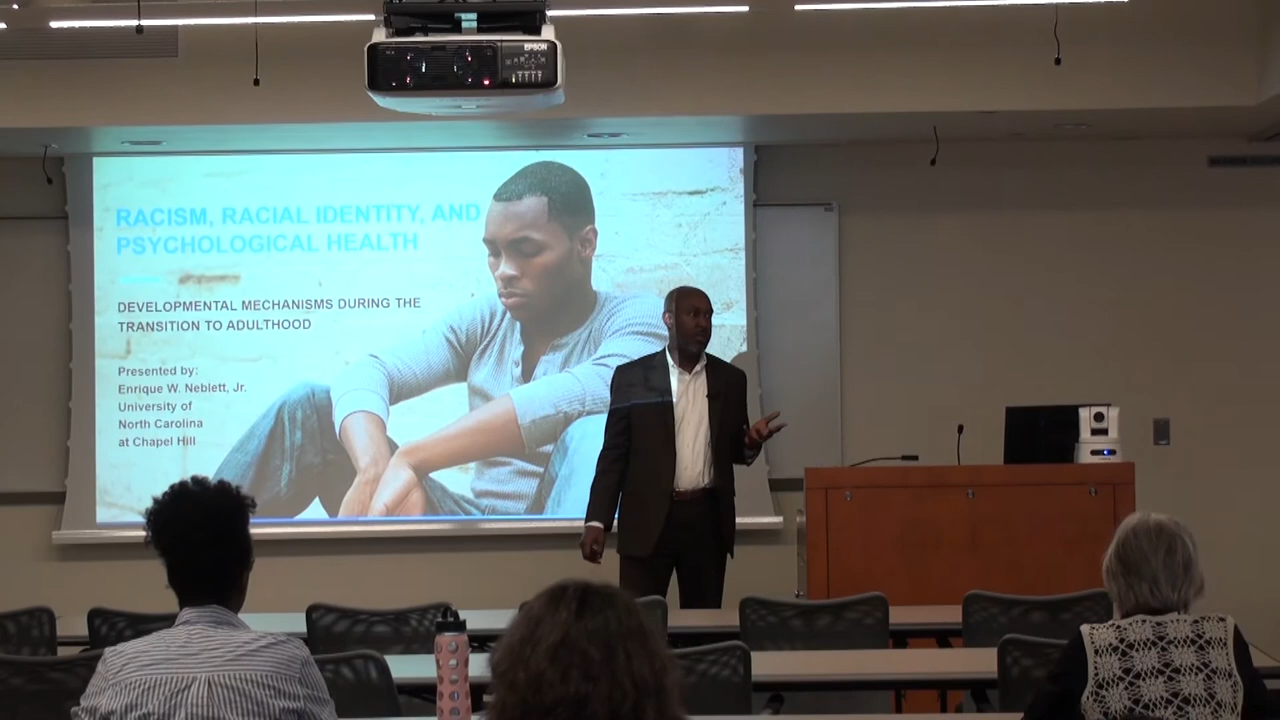 EPSON
RACISM, RACIAL IDENTITY, AND
PSYCHOLOGICAL HEALTH
DEVELOPMENTAL MECHANISMS DURING THE
TRANSITION TO ADULTHOOD
Presented by:
Enrique W. Neblett, Jr.
University of
North Carolina
at Chapel Hill